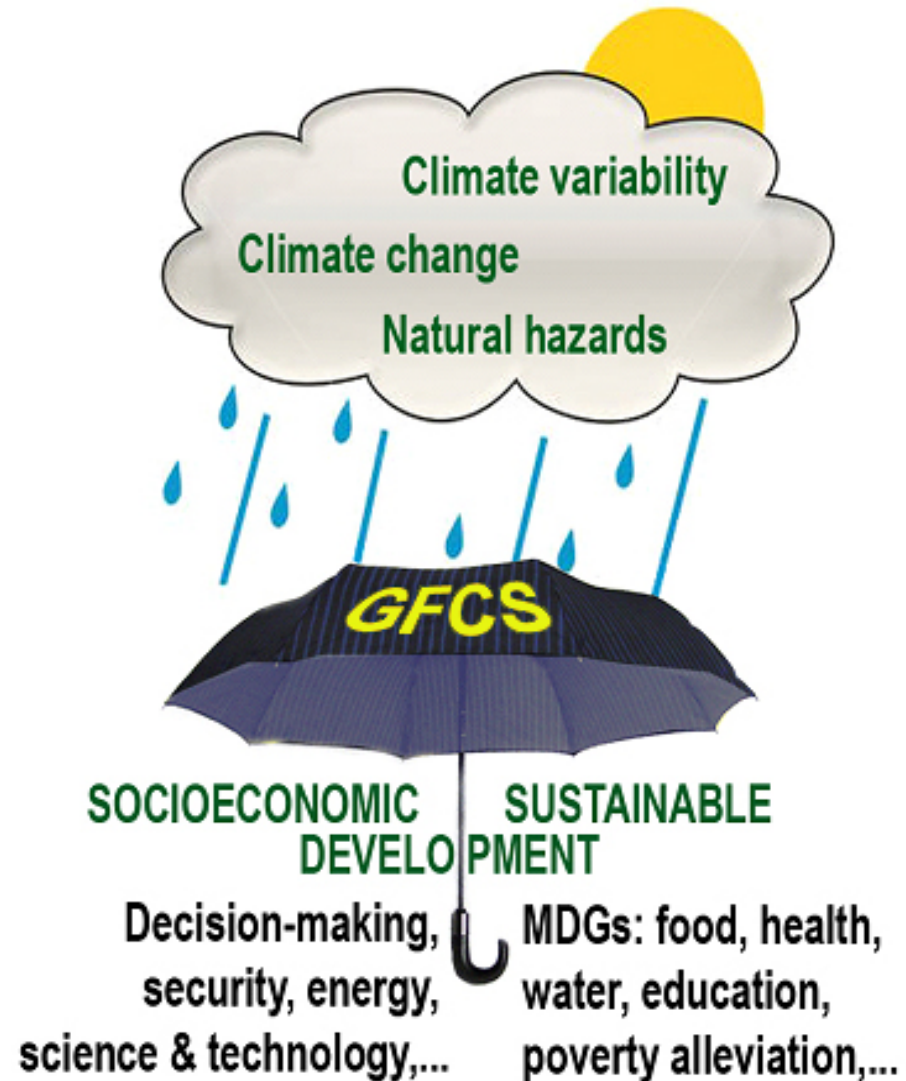 Climate variability
Climate change
Natural hazards
GFCS
SOCIOECONOMIC SUSTAINABLE
DEVELOPMENT
Decision-making,
security, energy,
science & technology,...
MDGs: food, health,
water, education,
poverty alleviation,...